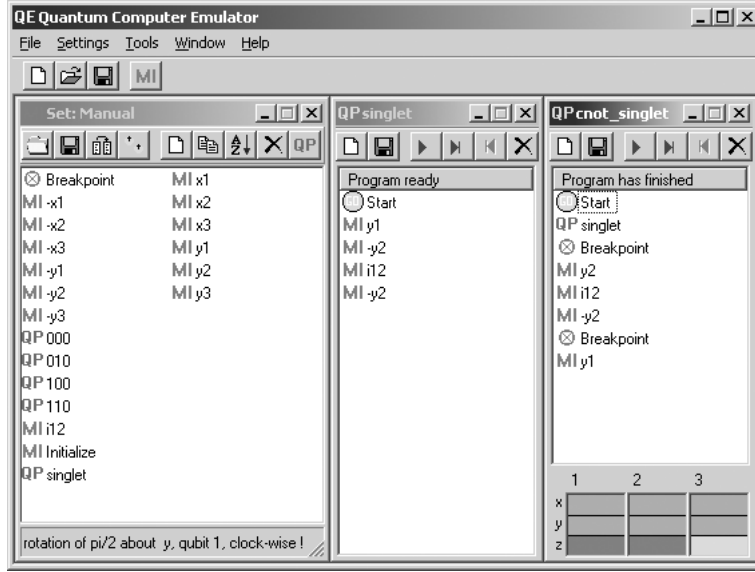 QE Quantum Computer Emulator
File Settings Tools Window Help
MI
Set: Manual
QP
Breakpoint
MI -x1
MI -x2
MI -x3
MI -y1
MI -y2
MI -y3
QP 000
QP 010
QP 100
QP 110
MI i12
MI Initialize
QP singlet
MI x1
MI x2
MI x3
MI y1
MI y2
MI y3
rotation of pi/2 about y, qubit 1, clock-wise !
QP singlet
Program ready
GO Start
MI y1
MI -y2
MI i12
MI -y2
QP cnot_singlet
Program has finished
GO Start
QP singlet
Breakpoint
MI y2
MI i12
MI -y2
Breakpoint
MI y1
1 2 3
x
y
z